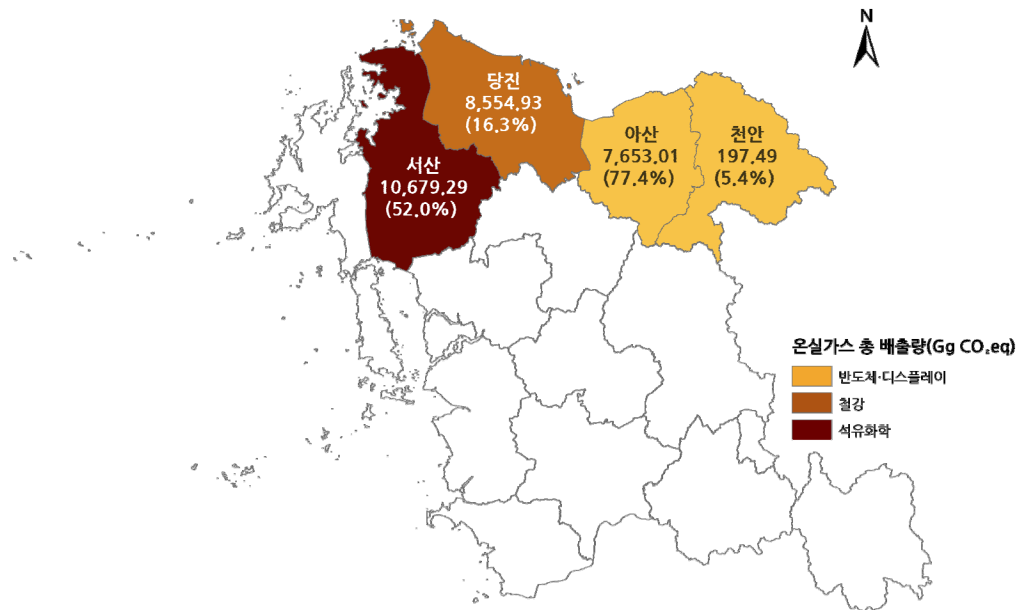 N
당진
8,554.93
(16.3%)
아산
7,653.01
(77.4%)
천안
197.49
(5.4%)
서산
10,679.29
(52.0%)
온실가스 총 배출량(Gg CO₂eq)
반도체·디스플레이
철강
석유화학